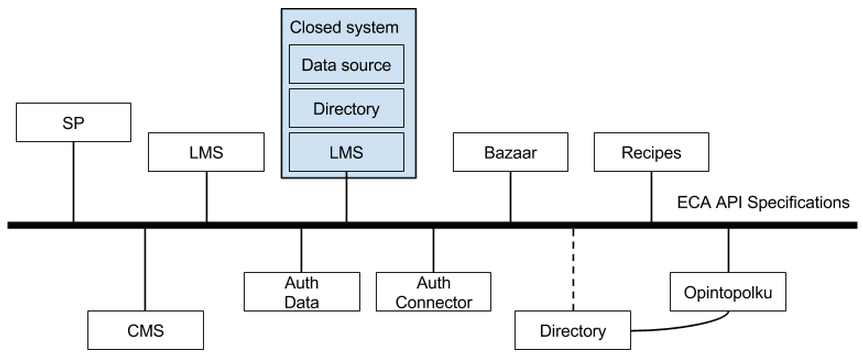 Closed system
Data source
Directory
LMS
SP
LMS
Bazaar
Recipes
ECA API Specifications
Auth
Data
Auth
Connector
Opintopolku
CMS
Directory